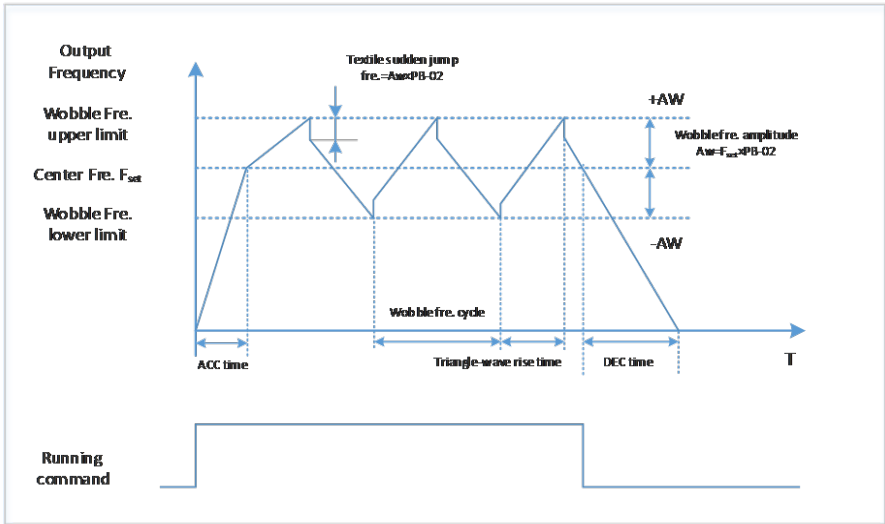 Output
Frequency
Textile sudden jump
fre.=Aw×PB-02
Wobble Fre.
upper limit
+AW
Wobble fre. amplitude
Aw=Fset×PB-02
Center Fre. Fset
Wobble Fre.
lower limit
-AW
Wobble fre. cycle
ACC time
Triangle-wave rise time
DEC time
T
Running
command